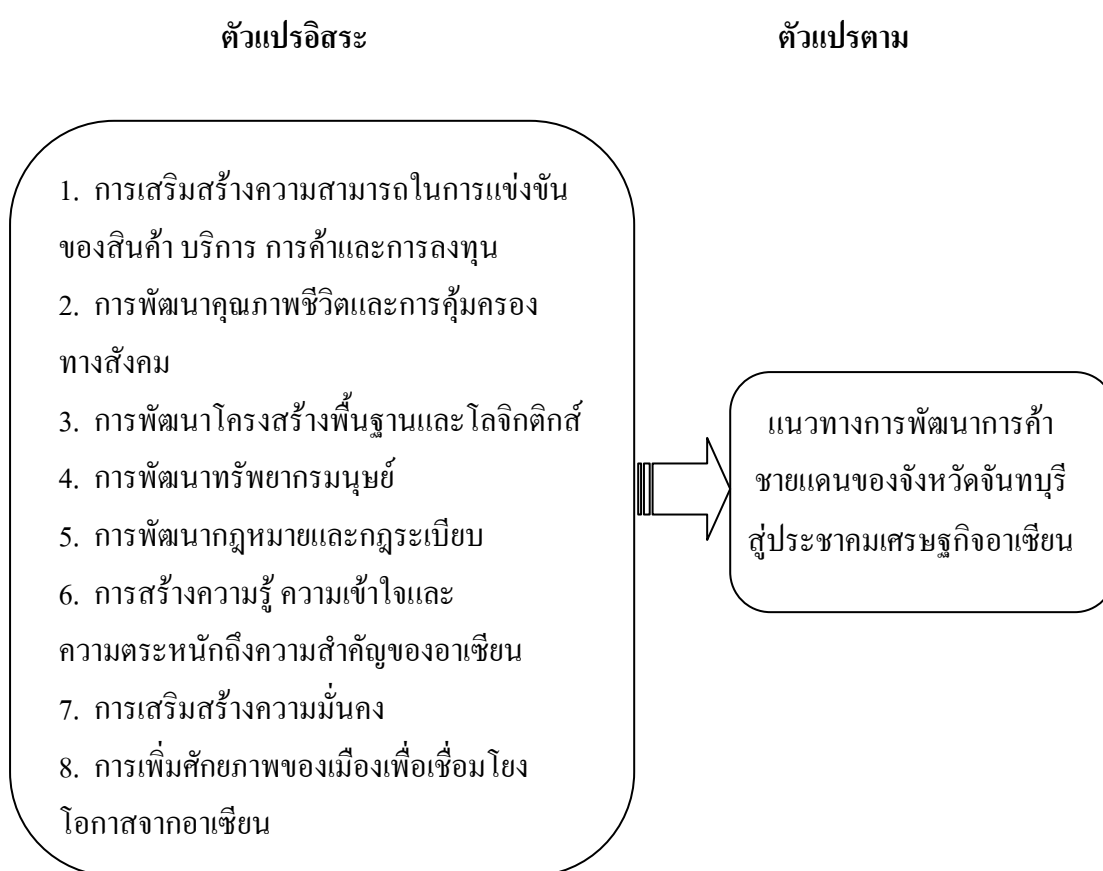 ตัวแปรอิสระ ตัวแปรตาม
1. การเสริมสร้างความสามารถในการแข่งขัน
ของสินค้า บริการ การค้าและการลงทุน
2. การพัฒนาคุณภาพชีวิตและการคุ้มครอง
ทางสังคม
3. การพัฒนาโครงสร้างพื้นฐานและโลจิกติกส์
4. การพัฒนาทรัพยากรมนุษย์
5. การพัฒนากฎหมายและกฎระเบียบ
6. การสร้างความรู้ ความเข้าใจและ
ความตระหนักถึงความสำคัญของอาเซียน
7. การเสริมสร้างความมั่นคง
8. การเพิ่มศักยภาพของเมืองเพื่อเชื่อมโยง
โอกาสจากอาเซียน
แนวทางการพัฒนาการค้า
ชายแดนของจังหวัดจันทบุรี
สู่ประชาคมเศรษฐกิจอาเซียน